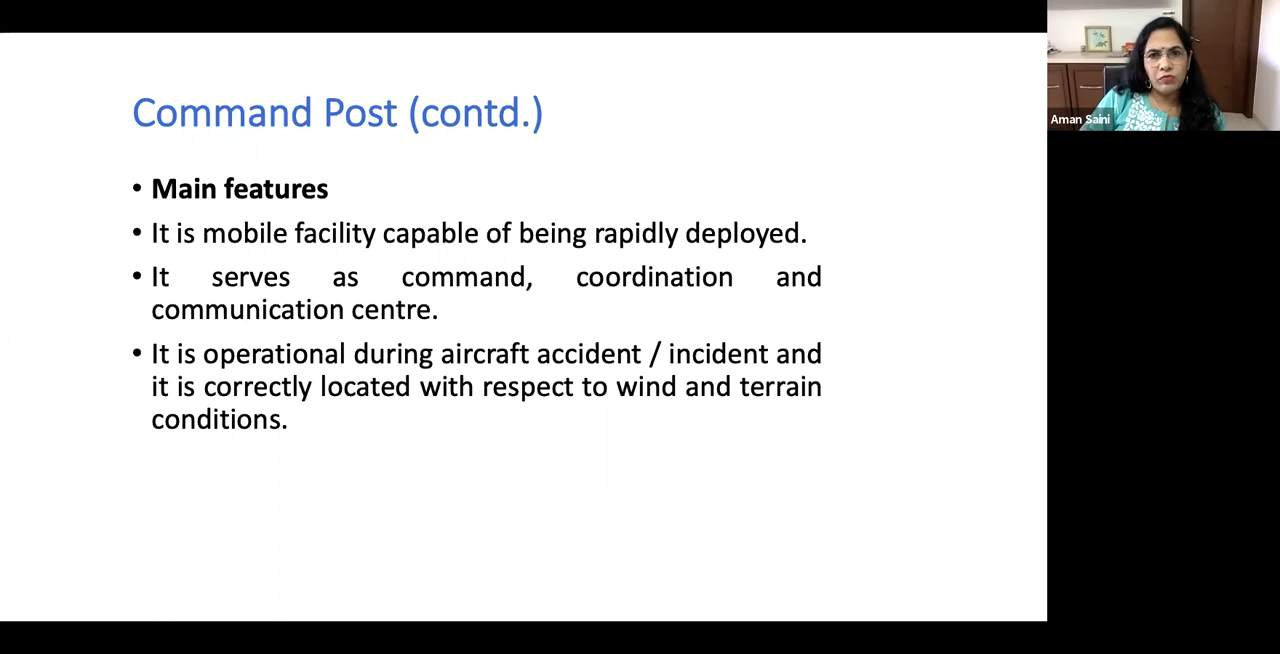 Command Post (contd.)
• Main features
• It is mobile facility capable of being rapidly deployed.
• It serves as command, coordination and
communication centre.
• It is operational during aircraft accident / incident and
it is correctly located with respect to wind and terrain
conditions.
Aman Saini